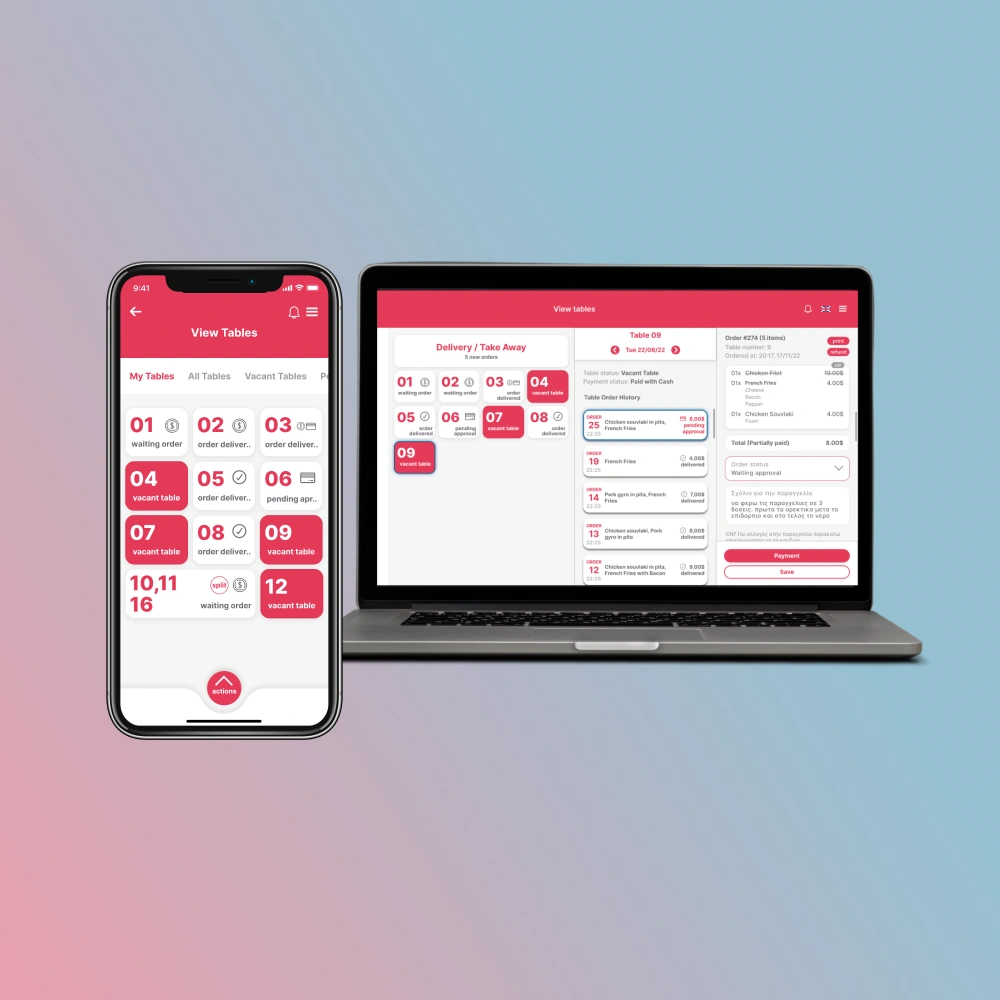 9:41
View Tables
My Tables All Tables Vacant Tables
01
waiting order
02
order deliver..
03
order deliver..
04
vacant table
05
order deliver..
06
pending apr..
07
vacant table
08
order deliver..
09
vacant table
10,11
16
split
waiting order
12
vacant table
actions
View tables
Delivery / Take Away
5 new orders
01
waiting order
02
waiting order
03
order
delivered
04
vacant table
05
order
delivered
06
pending
approval
07
vacant table
08
order
delivered
09
vacant table
Table 09
Tue 22/08/22
Table status: Vacant Table
Payment status: Paid with Cash
Table Order History
ORDER
25
22:25
Chicken souvlaki in pita,
French Fries
8,00$
pending
approval
ORDER
19
22:25
French Fries
4,00$
delivered
ORDER
14
22:25
Pork gyro in pita, French
Fries
7,00$
delivered
ORDER
13
22:25
Chicken souvlaki, Pork
gyro in pita
8,00$
delivered
ORDER
12
22:25
Chicken souvlaki in pita,
French Fries with Bacon
9,00$
delivered
Order #274 (5 items)
Table number: 9
Ordered at: 20:17, 17/11/22
print
refund
01x Chicken Filet 10.00$
01x French Fries 4.00$
Cheese
Bacon
Pepper
01x Chicken Souvlaki 4.00$
Foam
Total (Partially paid) 8.00$
Order status
Waiting approval
Σχόλιο για την παραγγελία
να φερω τις παραγγελιες σε 3
δοσεις. πρωτα το ορεκτικα μετα το
επιδορπιο και στο τελος το νερο
Payment
Save